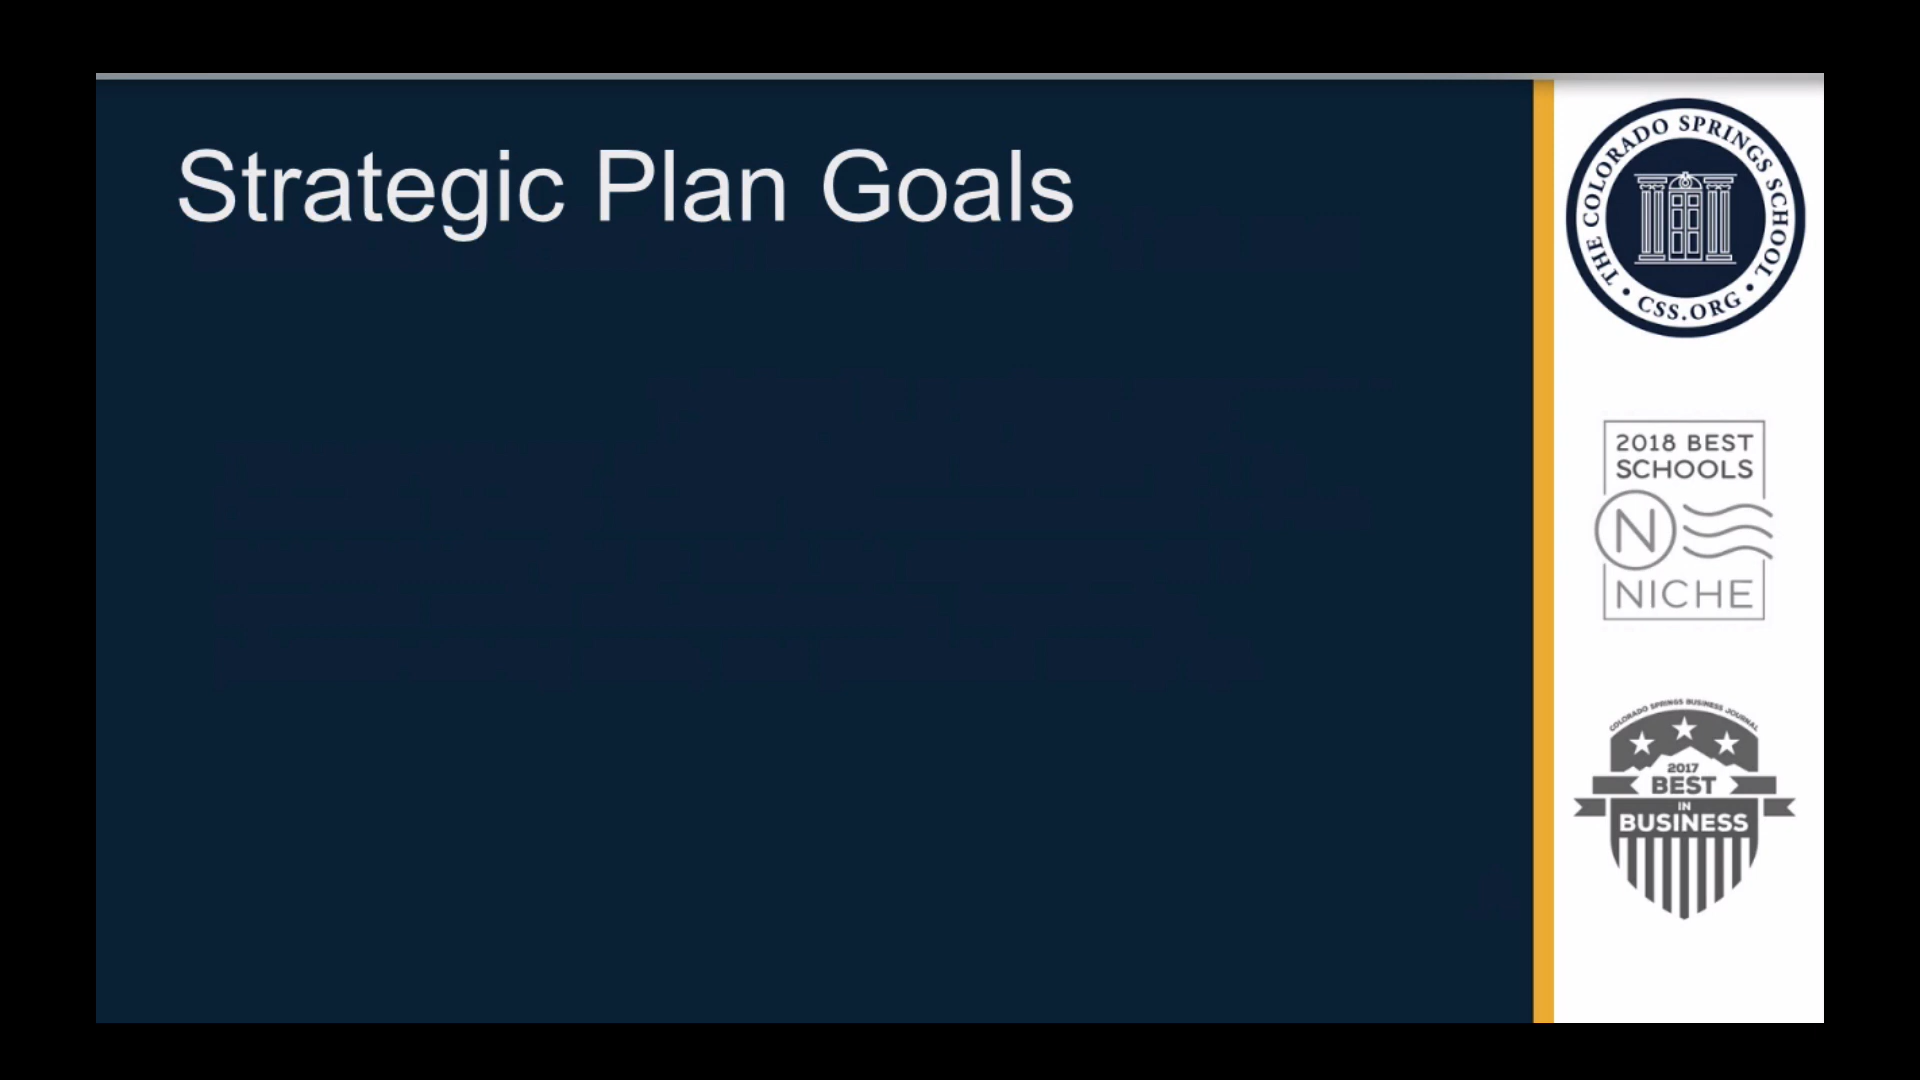 Strategic Plan Goals
THE COLORADO SPRINGS SCHOOL
• CSS.ORG •
2018 BEST
SCHOOLS
N
NICHE
COLORADO SPRINGS BUSINESS JOURNAL
2017
BEST
IN
BUSINESS